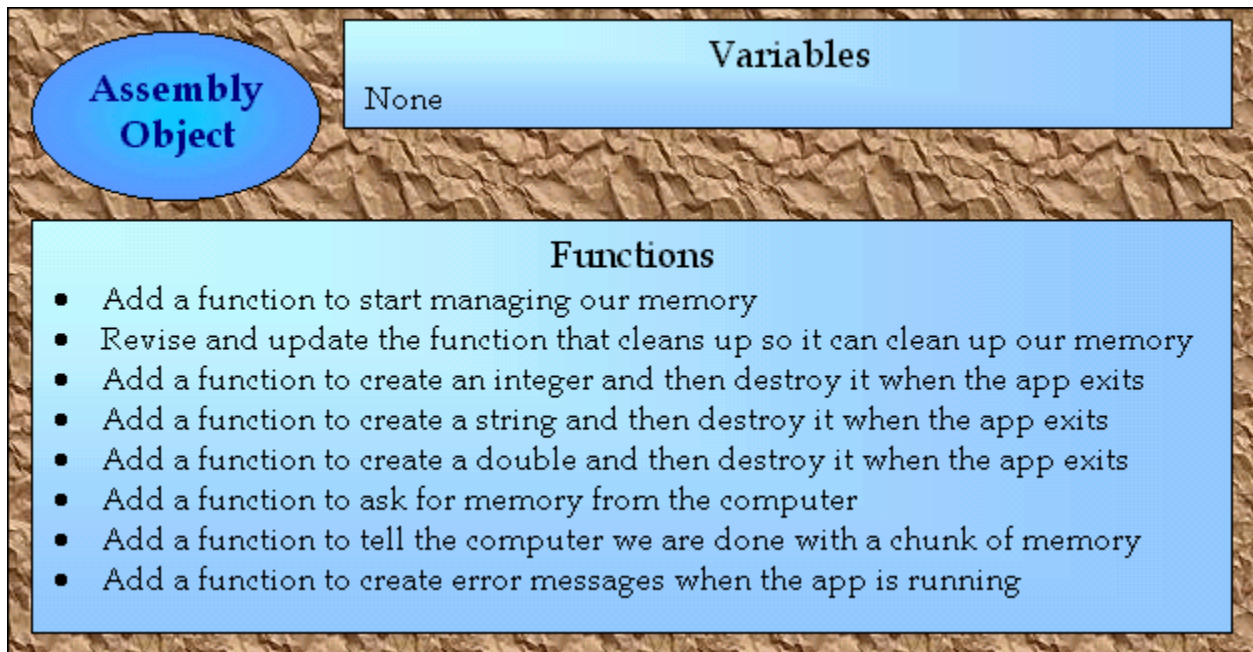 Assembly
Object
Variables
None
Functions
• Add a function to start managing our memory
• Revise and update the function that cleans up so it can clean up our memory
• Add a function to create an integer and then destroy it when the app exits
• Add a function to create a string and then destroy it when the app exits
• Add a function to create a double and then destroy it when the app exits
• Add a function to ask for memory from the computer
• Add a function to tell the computer we are done with a chunk of memory
• Add a function to create error messages when the app is running